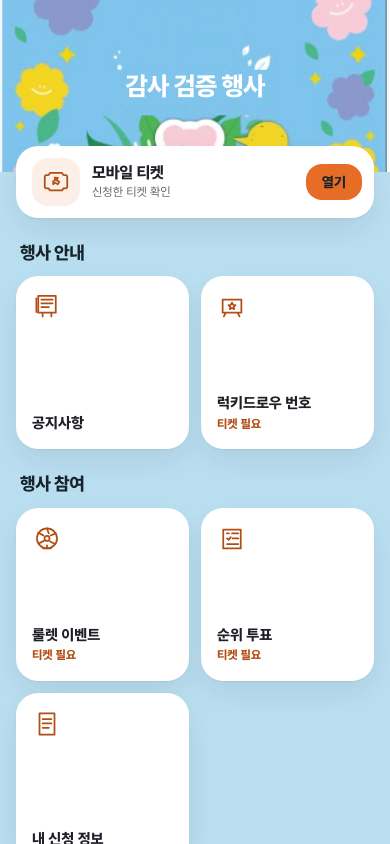 감사 검증 행사
모바일 티켓
신청한 티켓 확인
열기
행사 안내
공지사항
럭키드로우 번호
티켓 필요
행사 참여
룰렛 이벤트
티켓 필요
순위 투표
티켓 필요
내 신청 정보